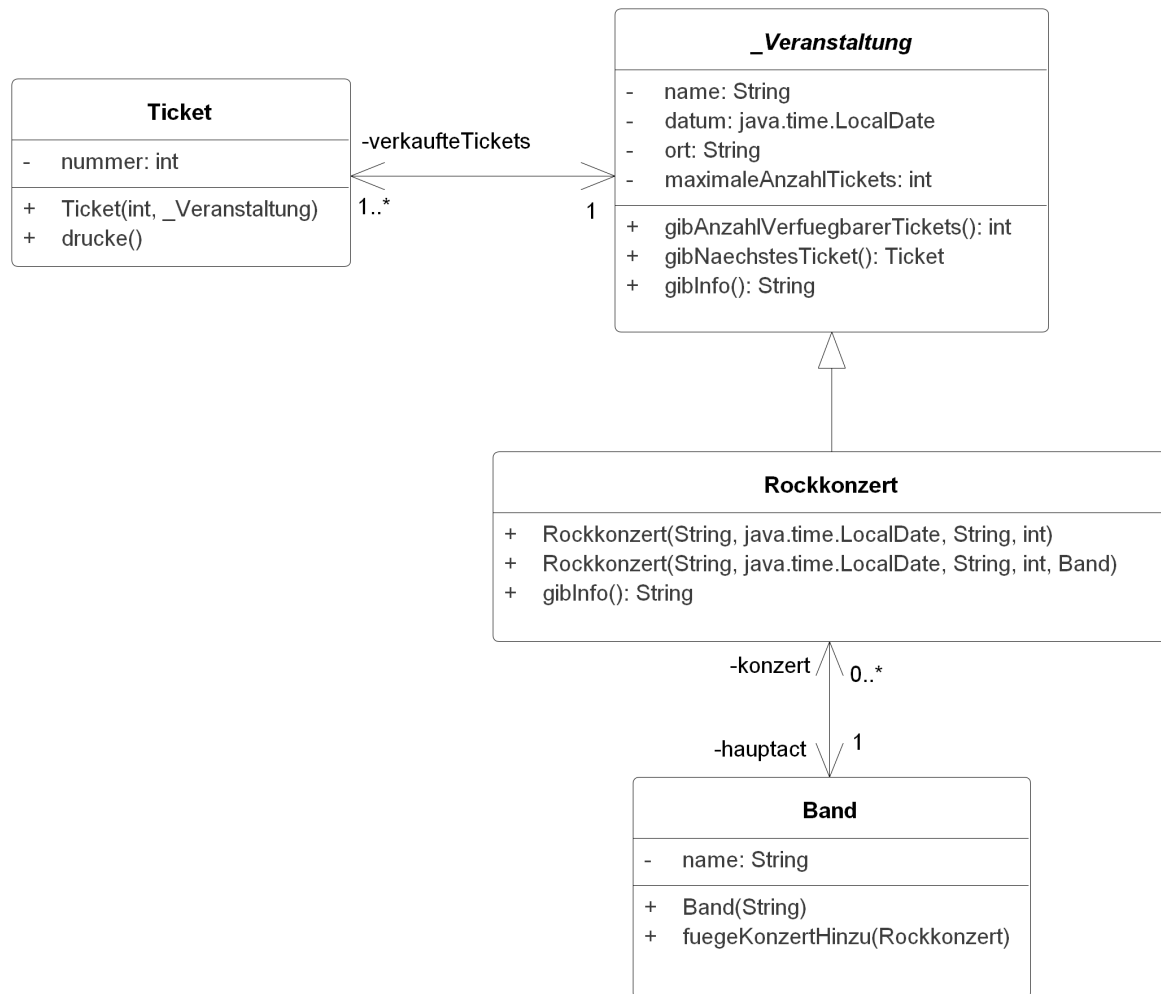 _Veranstaltung
- name: String
- datum: java.time.LocalDate
- ort: String
- maximaleAnzahlTickets: int
+ gibAnzahlVerfuegbarerTickets(): int
+ gibNaechstesTicket(): Ticket
+ gibInfo(): String
Ticket
- nummer: int
+ Ticket(int, _Veranstaltung)
+ drucke()
-verkaufteTickets
1..*
1
Rockkonzert
+ Rockkonzert(String, java.time.LocalDate, String, int)
+ Rockkonzert(String, java.time.LocalDate, String, int, Band)
+ gibInfo(): String
-konzert
0..*
-hauptact
1
Band
- name: String
+ Band(String)
+ fuegeKonzertHinzu(Rockkonzert)